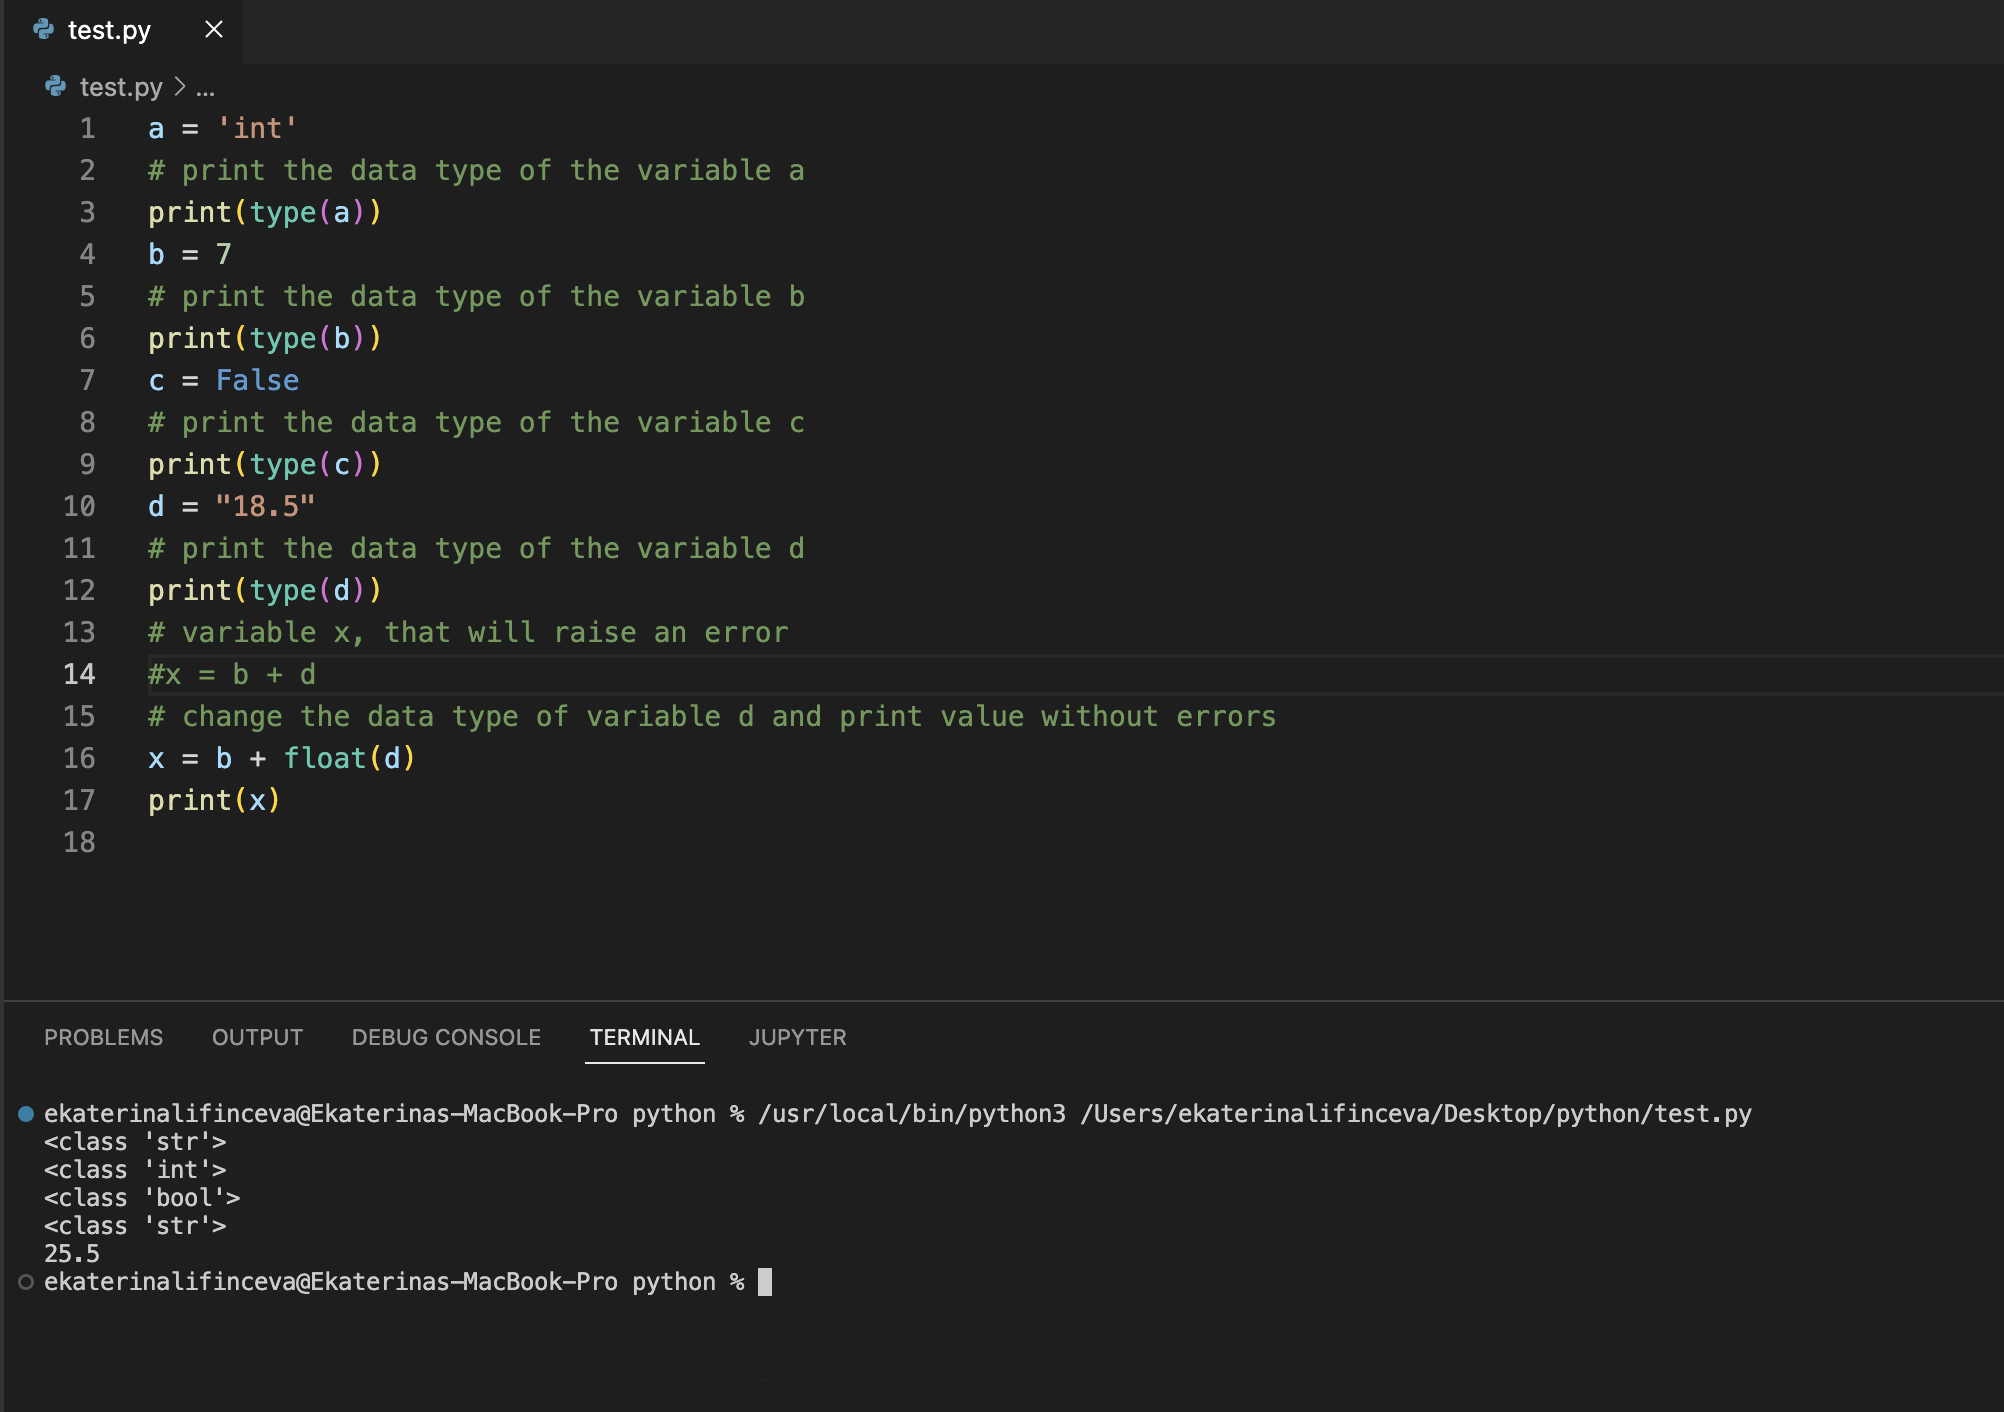 test.py
test.py > ...
1 a = 'int'
2 # print the data type of the variable a
3 print(type(a))
4 b = 7
5 # print the data type of the variable b
6 print(type(b))
7 c = False
8 # print the data type of the variable c
9 print(type(c))
10 d = "18.5"
11 # print the data type of the variable d
12 print(type(d))
13 # variable x, that will raise an error
14 #x = b + d
15 # change the data type of variable d and print value without errors
16 x = b + float(d)
17 print(x)
18
PROBLEMS OUTPUT DEBUG CONSOLE TERMINAL JUPYTER
ekaterinalifinceva@Ekaterinas-MacBook-Pro python % /usr/local/bin/python3 /Users/ekaterinalifinceva/Desktop/python/test.py
<class 'str'>
<class 'int'>
<class 'bool'>
<class 'str'>
25.5
ekaterinalifinceva@Ekaterinas-MacBook-Pro python %